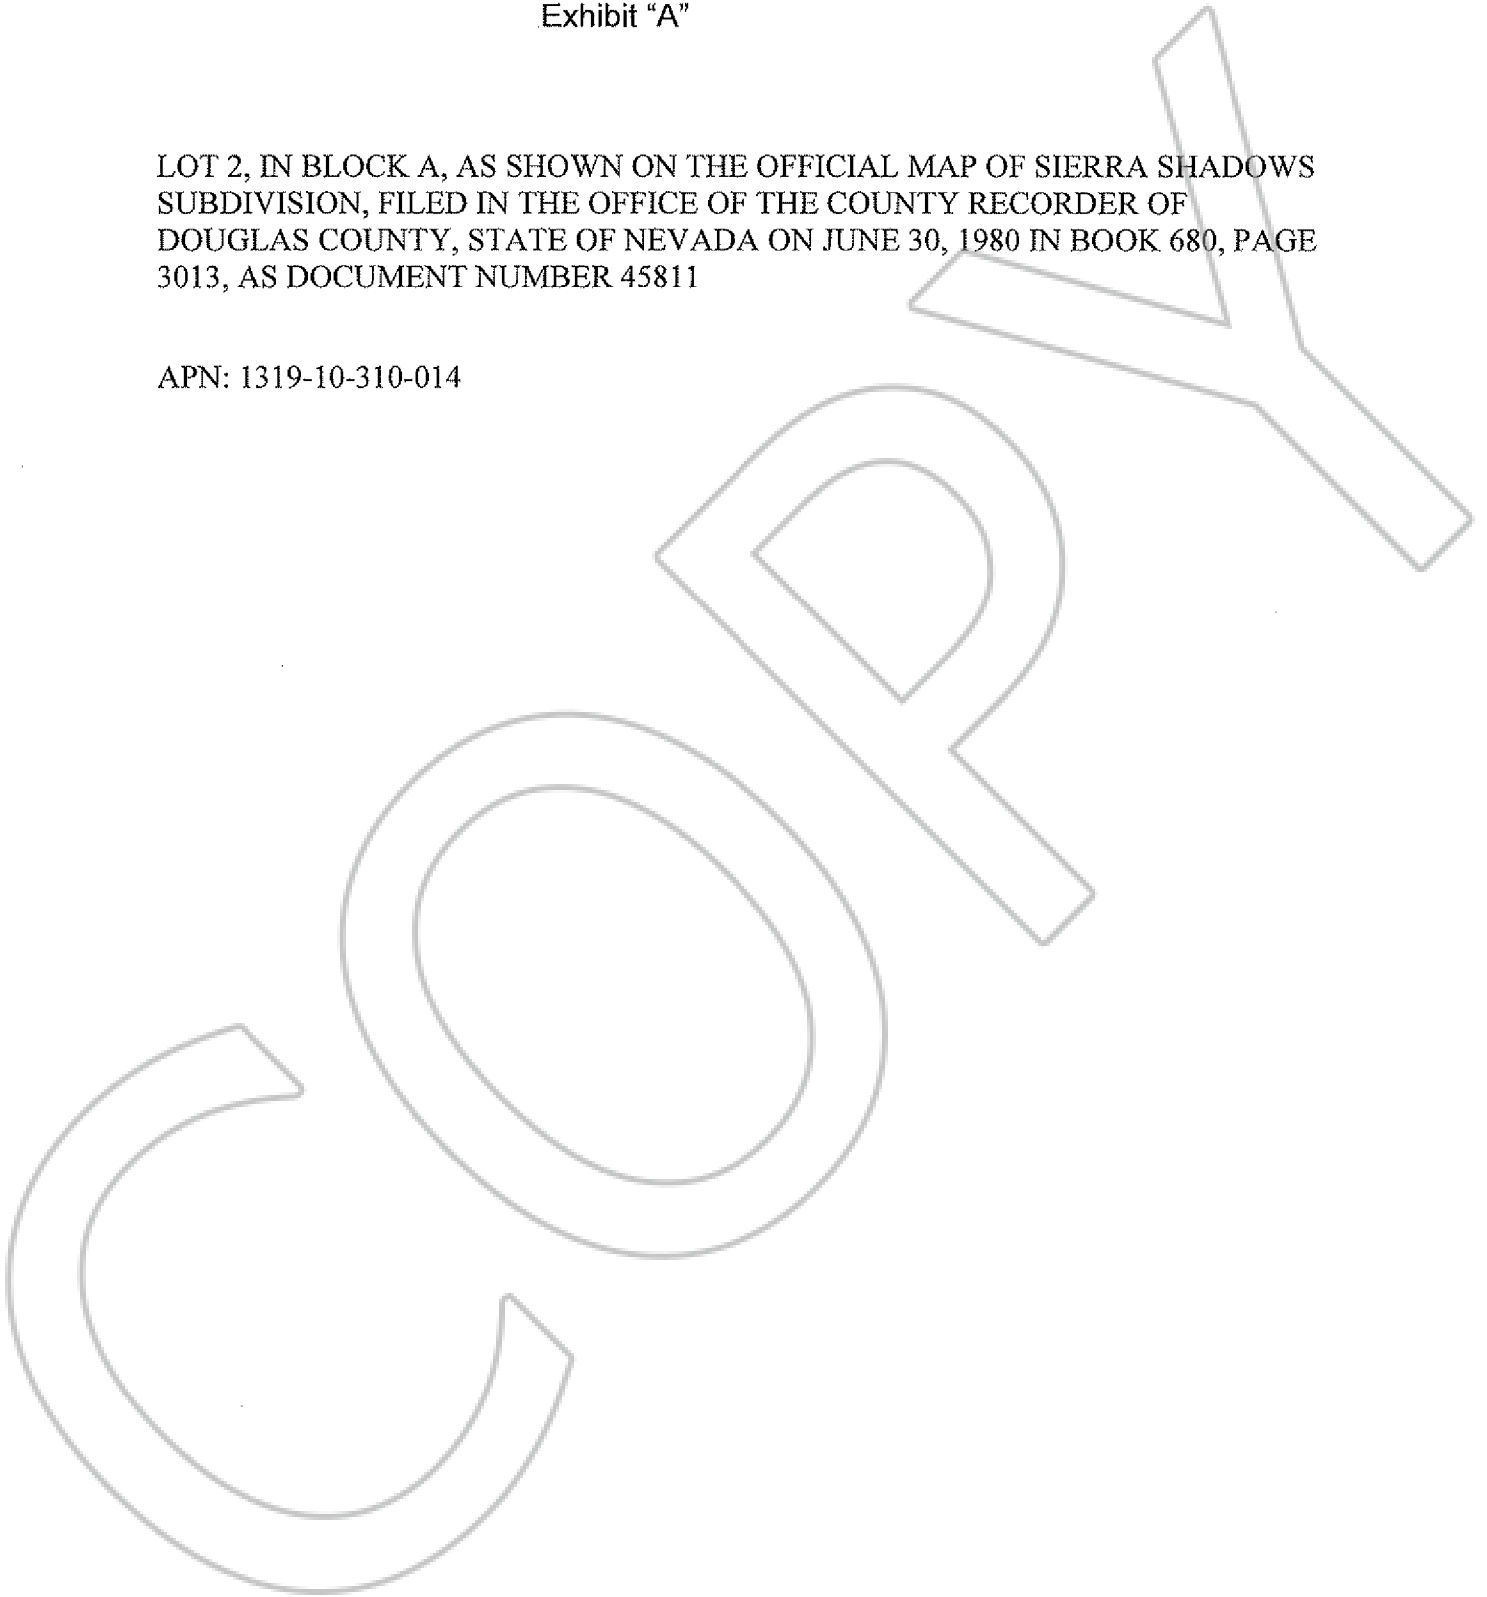 Exhibit “A”
LOT 2, IN BLOCK A, AS SHOWN ON THE OFFICIAL MAP OF SIERRA SHADOWS
SUBDIVISION, FILED IN THE OFFICE OF THE COUNTY RECORDER OF
DOUGLAS COUNTY, STATE OF NEVADA ON JUNE 30, 1980 IN BOOK 680, PAGE
3013, AS DOCUMENT NUMBER 45811
APN: 1319-10-310-014
COPY